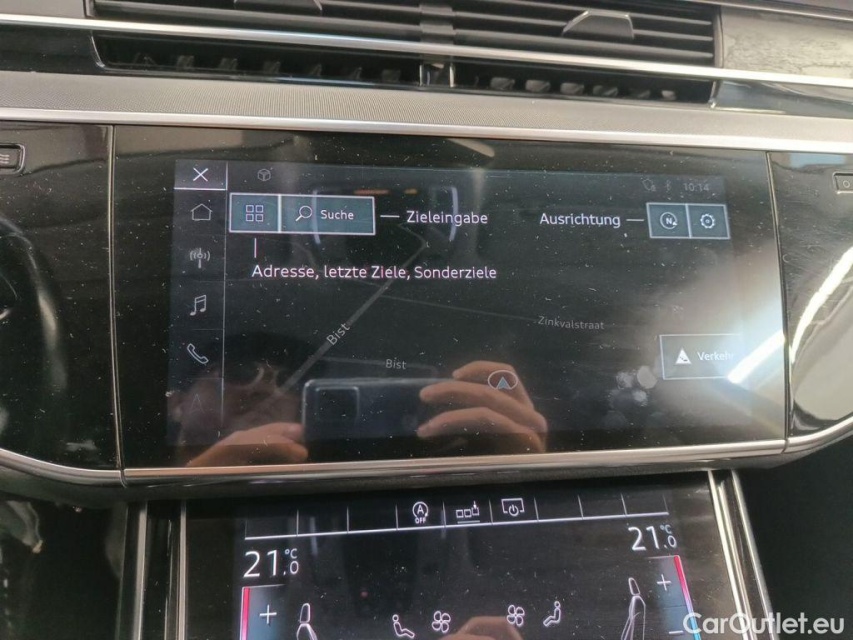 10:14
Suche
Zieleingabe
Ausrichtung
N
Adresse, letzte Ziele, Sonderziele
Zinkvalstraat
Bist
Bist
Verkehr
A
OFF
21.0 °C
21.0 °C
+
+
CarOutlet.eu